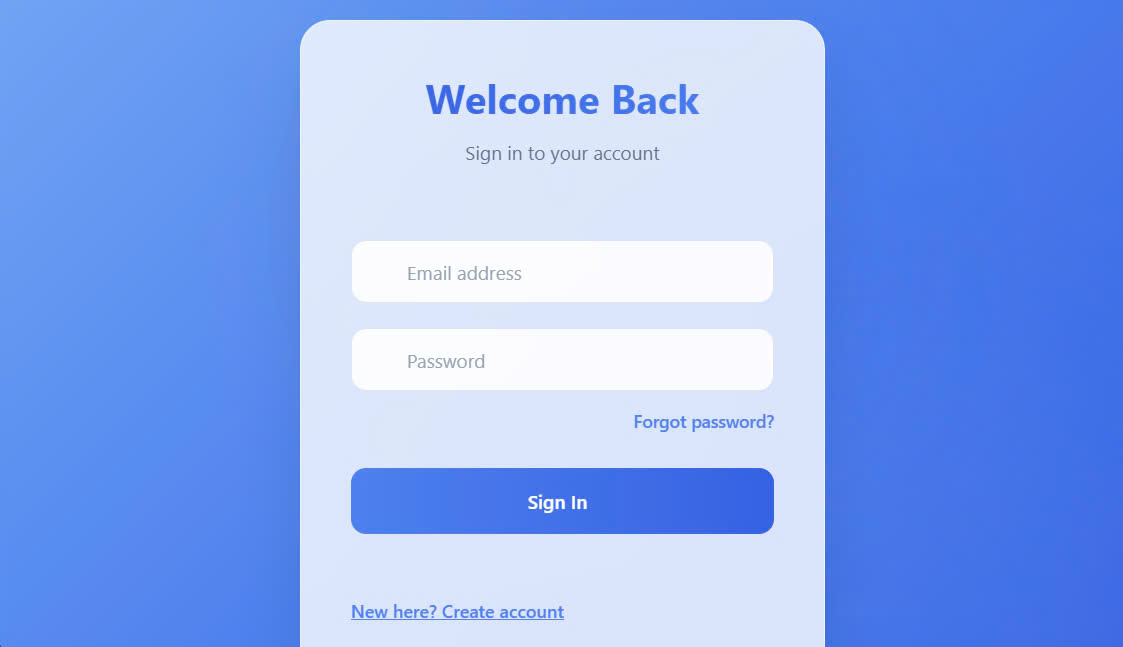 Welcome Back
Sign in to your account
Email address
Password
Forgot password?
Sign In
New here? Create account